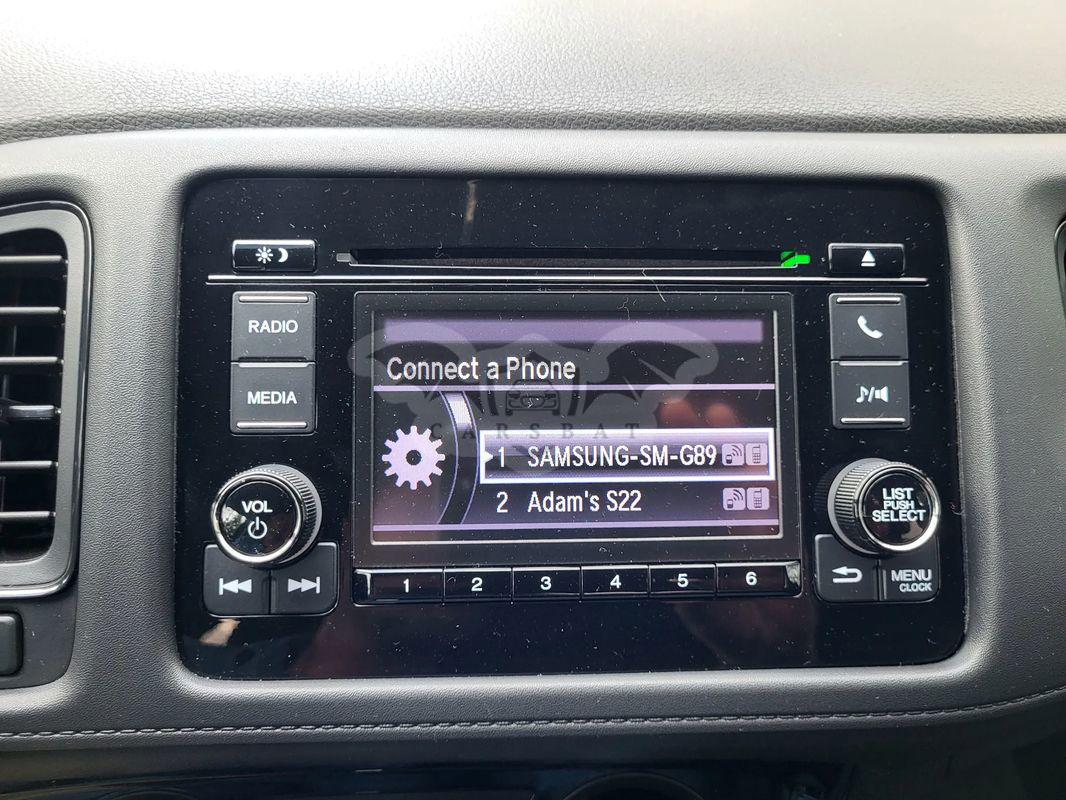 RADIO
MEDIA
VOL
Connect a Phone
CARSBAT
1 SAMSUNG-SM-G89
2 Adam's S22
LIST
PUSH
SELECT
1 2 3 4 5 6
MENU
CLOCK